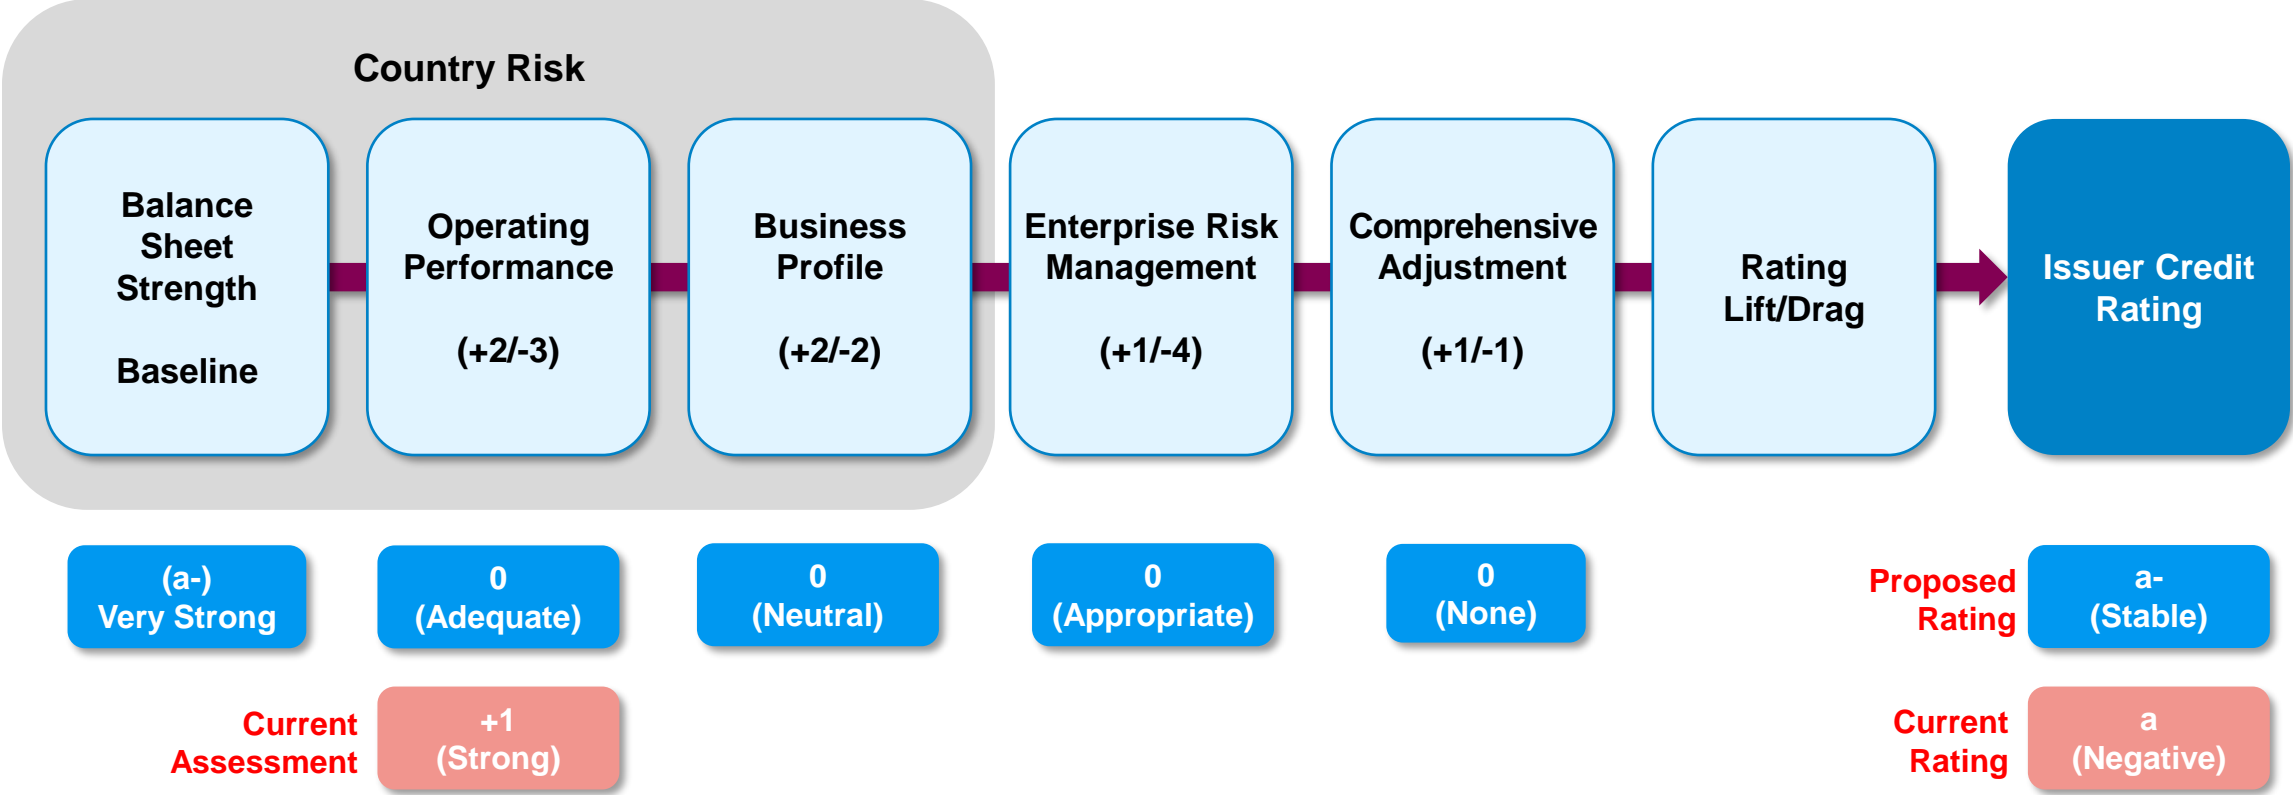 Country Risk
Balance
Sheet
Strength
Baseline
Operating
Performance
(+2/-3)
Business
Profile
(+2/-2)
Enterprise Risk
Management
(+1/-4)
Comprehensive
Adjustment
(+1/-1)
Rating
Lift/Drag
Issuer Credit
Rating
(a-)
Very Strong
0
(Adequate)
0
(Neutral)
0
(Appropriate)
0
(None)
Proposed
Rating
a-
(Stable)
Current
Assessment
+1
(Strong)
Current
Rating
a
(Negative)